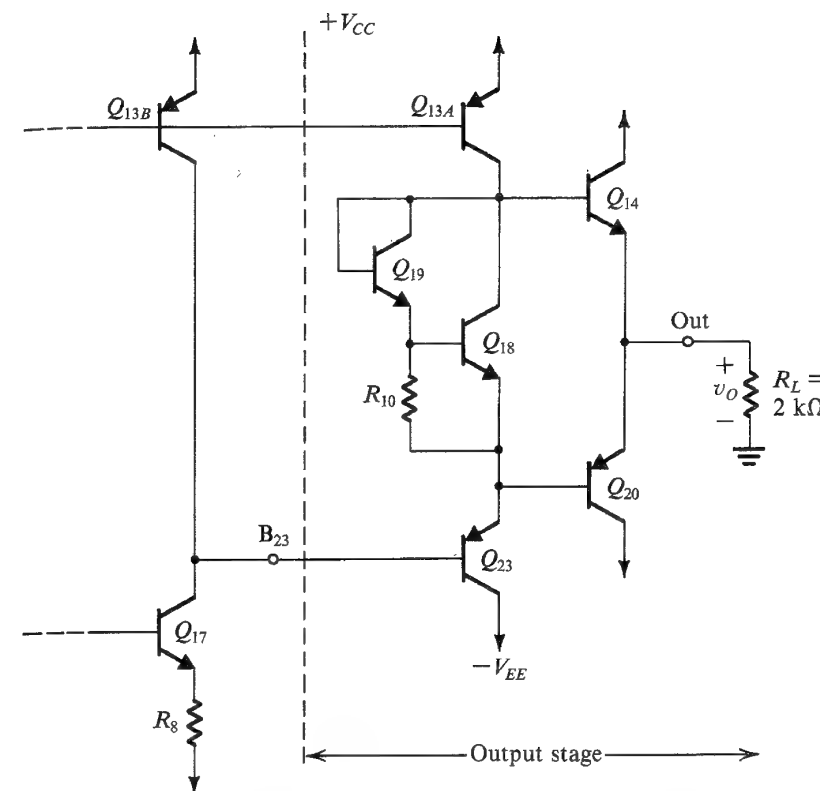 +V_CC
Q_13B
Q_13A
Q_14
Q_19
Q_18
Out
R_10
+
v_O
−
R_L =
2 kΩ
B_23
Q_20
Q_23
Q_17
−V_EE
R_8
Output stage